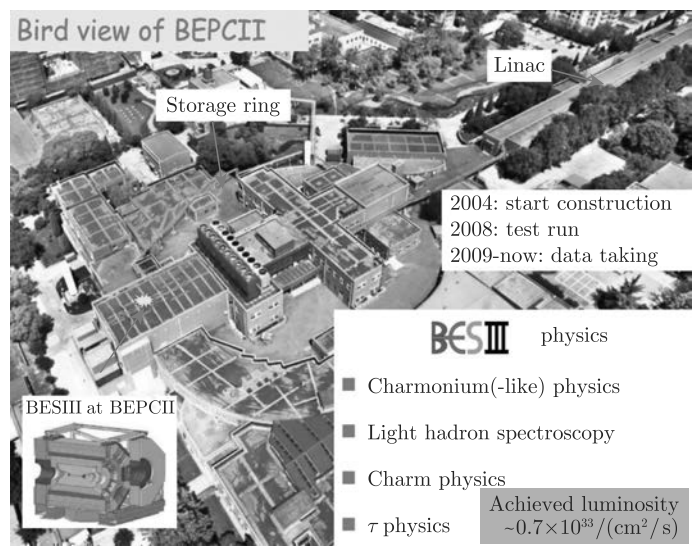 Bird view of BEPCII
Linac
Storage ring
2004: start construction
2008: test run
2009-now: data taking
BESIII physics
Charmonium(-like) physics
Light hadron spectroscopy
Charm physics
τ physics
BESIII at BEPCII
Achieved luminosity
~0.7×10³³/(cm²/s)